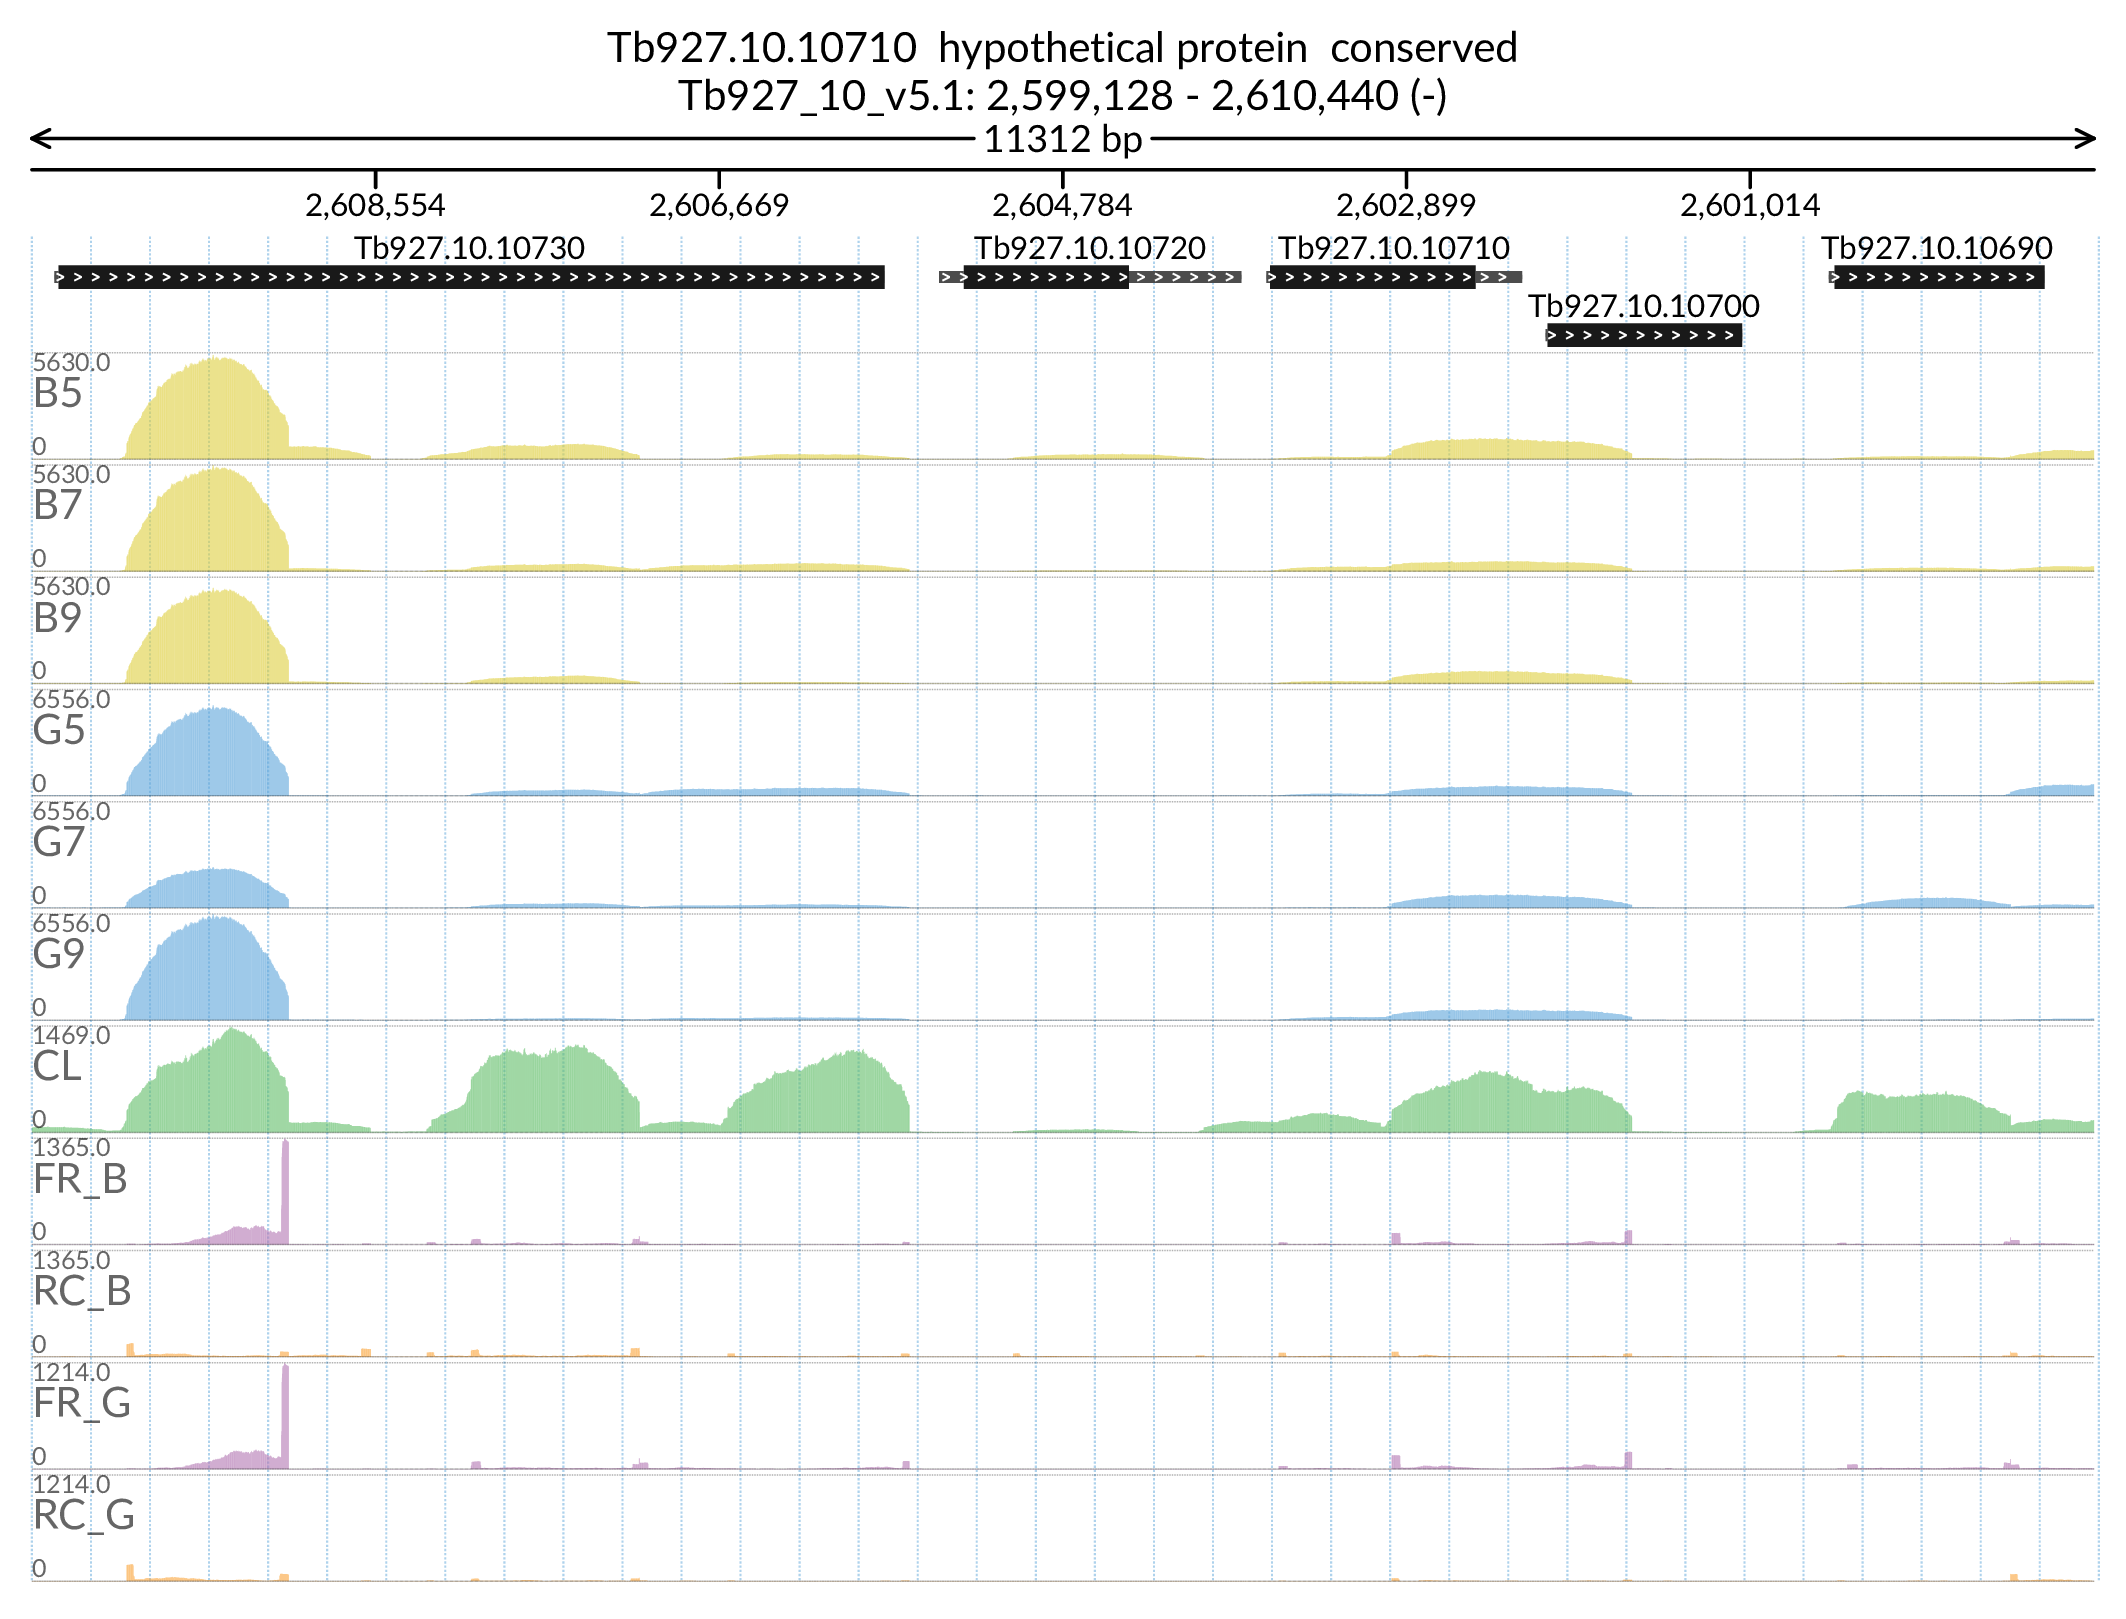 Tb927.10.10710 hypothetical protein conserved
Tb927_10_v5.1: 2,599,128 - 2,610,440 (-)
11312 bp
2,608,554 2,606,669 2,604,784 2,602,899 2,601,014
Tb927.10.10730 Tb927.10.10720 Tb927.10.10710 Tb927.10.10690
Tb927.10.10700
5630.0
B5
0
5630.0
B7
0
5630.0
B9
0
6556.0
G5
0
6556.0
G7
0
6556.0
G9
0
1469.0
CL
0
1365.0
FR_B
0
1365.0
RC_B
0
1214.0
FR_G
0
1214.0
RC_G
0